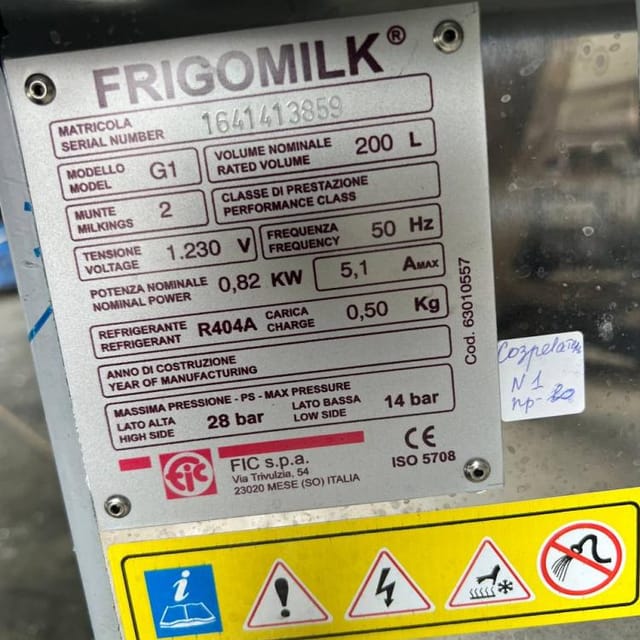 FRIGOMILK®
MATRICOLA
SERIAL NUMBER 1641413859
MODELLO
MODEL G1
VOLUME NOMINALE
RATED VOLUME 200 L
MUNTE
MILKINGS 2
CLASSE DI PRESTAZIONE
PERFORMANCE CLASS
TENSIONE
VOLTAGE 1.230 V
FREQUENZA
FREQUENCY 50 Hz
POTENZA NOMINALE
NOMINAL POWER 0,82 KW
5,1 AMAX
REFRIGERANTE
REFRIGERANT R404A
CARICA
CHARGE 0,50 Kg
ANNO DI COSTRUZIONE
YEAR OF MANUFACTURING
MASSIMA PRESSIONE - PS - MAX PRESSURE
LATO ALTA
HIGH SIDE 28 bar
LATO BASSA
LOW SIDE 14 bar
FIC
FIC s.p.a.
Via Trivulzia, 54
23020 MESE (SO) ITALIA
CE
ISO 5708
Cod. 63010557
N1
пр-во
i